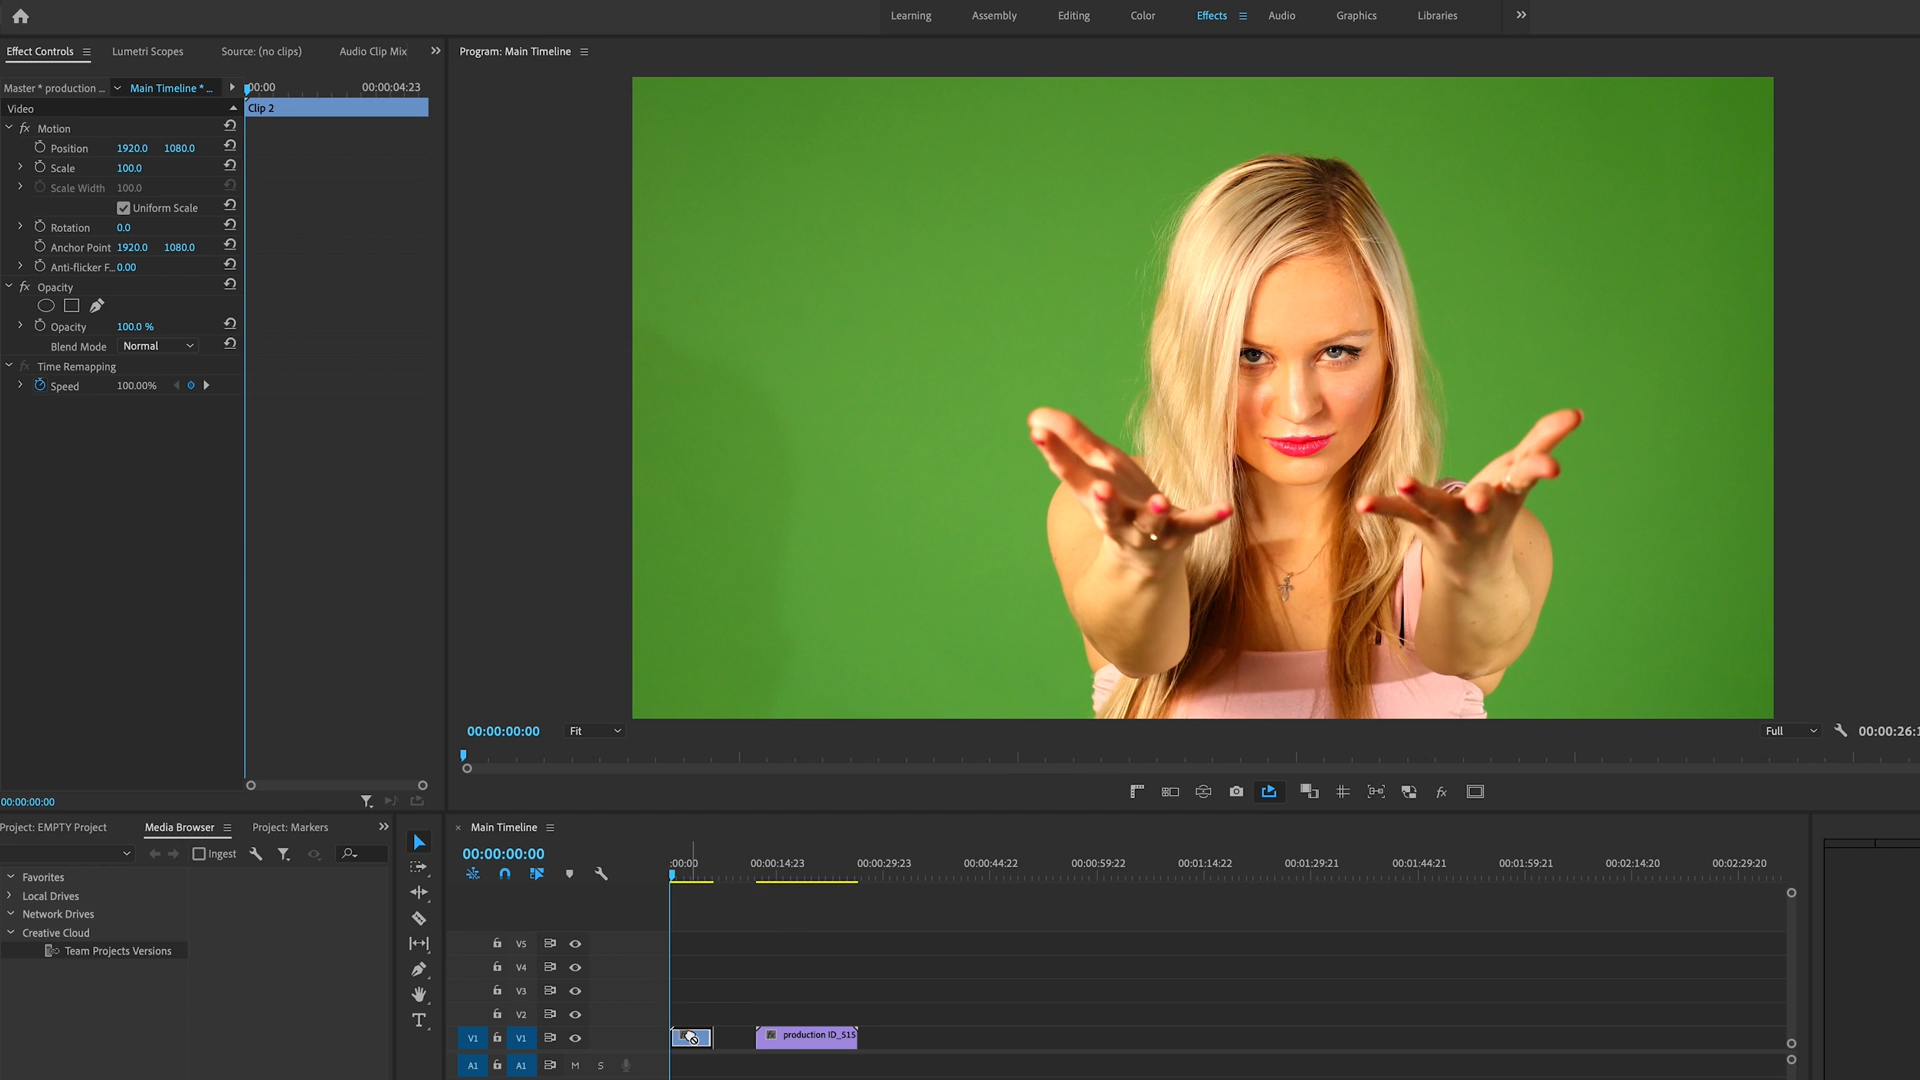 Learning Assembly Editing Color Effects Audio Graphics Libraries
Effect Controls Lumetri Scopes Source: (no clips) Audio Clip Mix
Program: Main Timeline
Master * production ... Main Timeline * ... 00:00 00:00:04:23
Video Clip 2
fx Motion
Position 1920.0 1080.0
Scale 100.0
Scale Width 100.0
Uniform Scale
Rotation 0.0
Anchor Point 1920.0 1080.0
Anti-flicker F... 0.00
fx Opacity
Opacity 100.0 %
Blend Mode Normal
fx Time Remapping
Speed 100.00%
00:00:00:00 Fit Full 00:00:26:1
fx
00:00:00:00
Project: EMPTY Project Media Browser Project: Markers
Ingest
Favorites
Local Drives
Network Drives
Creative Cloud
Team Projects Versions
T
× Main Timeline
00:00:00:00
:00:00 00:00:14:23 00:00:29:23 00:00:44:22 00:00:59:22 00:01:14:22 00:01:29:21 00:01:44:21 00:01:59:21 00:02:14:20 00:02:29:20
V5
V4
V3
V2
V1 V1 production ID_515
A1 A1 M S